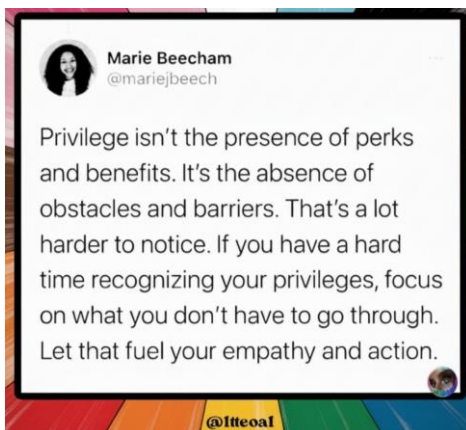 Marie Beecham
@mariejbeech
Privilege isn't the presence of perks
and benefits. It's the absence of
obstacles and barriers. That's a lot
harder to notice. If you have a hard
time recognizing your privileges, focus
on what you don't have to go through.
Let that fuel your empathy and action.
@1tteoa1